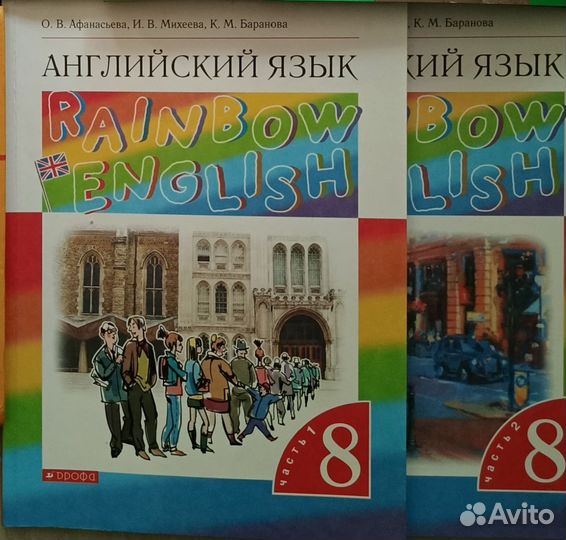 О. В. Афанасьева, И. В. Михеева, К. М. Баранова
АНГЛИЙСКИЙ ЯЗЫК
RAINBOW
ENGLISH
часть 1
8
дрофа
, К. М. Баранова
КИЙ ЯЗЫК
BOW
LISH
часть 2
8
Avito